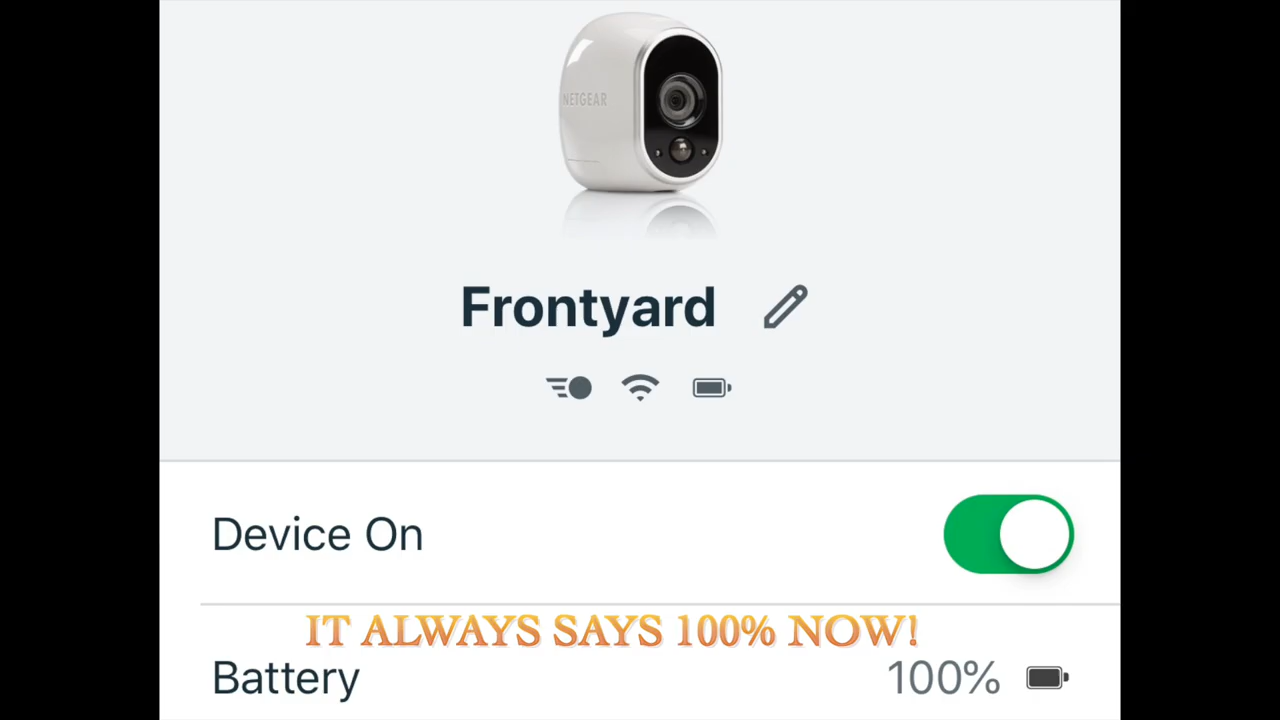 NETGEAR
Frontyard
Device On
IT ALWAYS SAYS 100% NOW!
Battery 100%